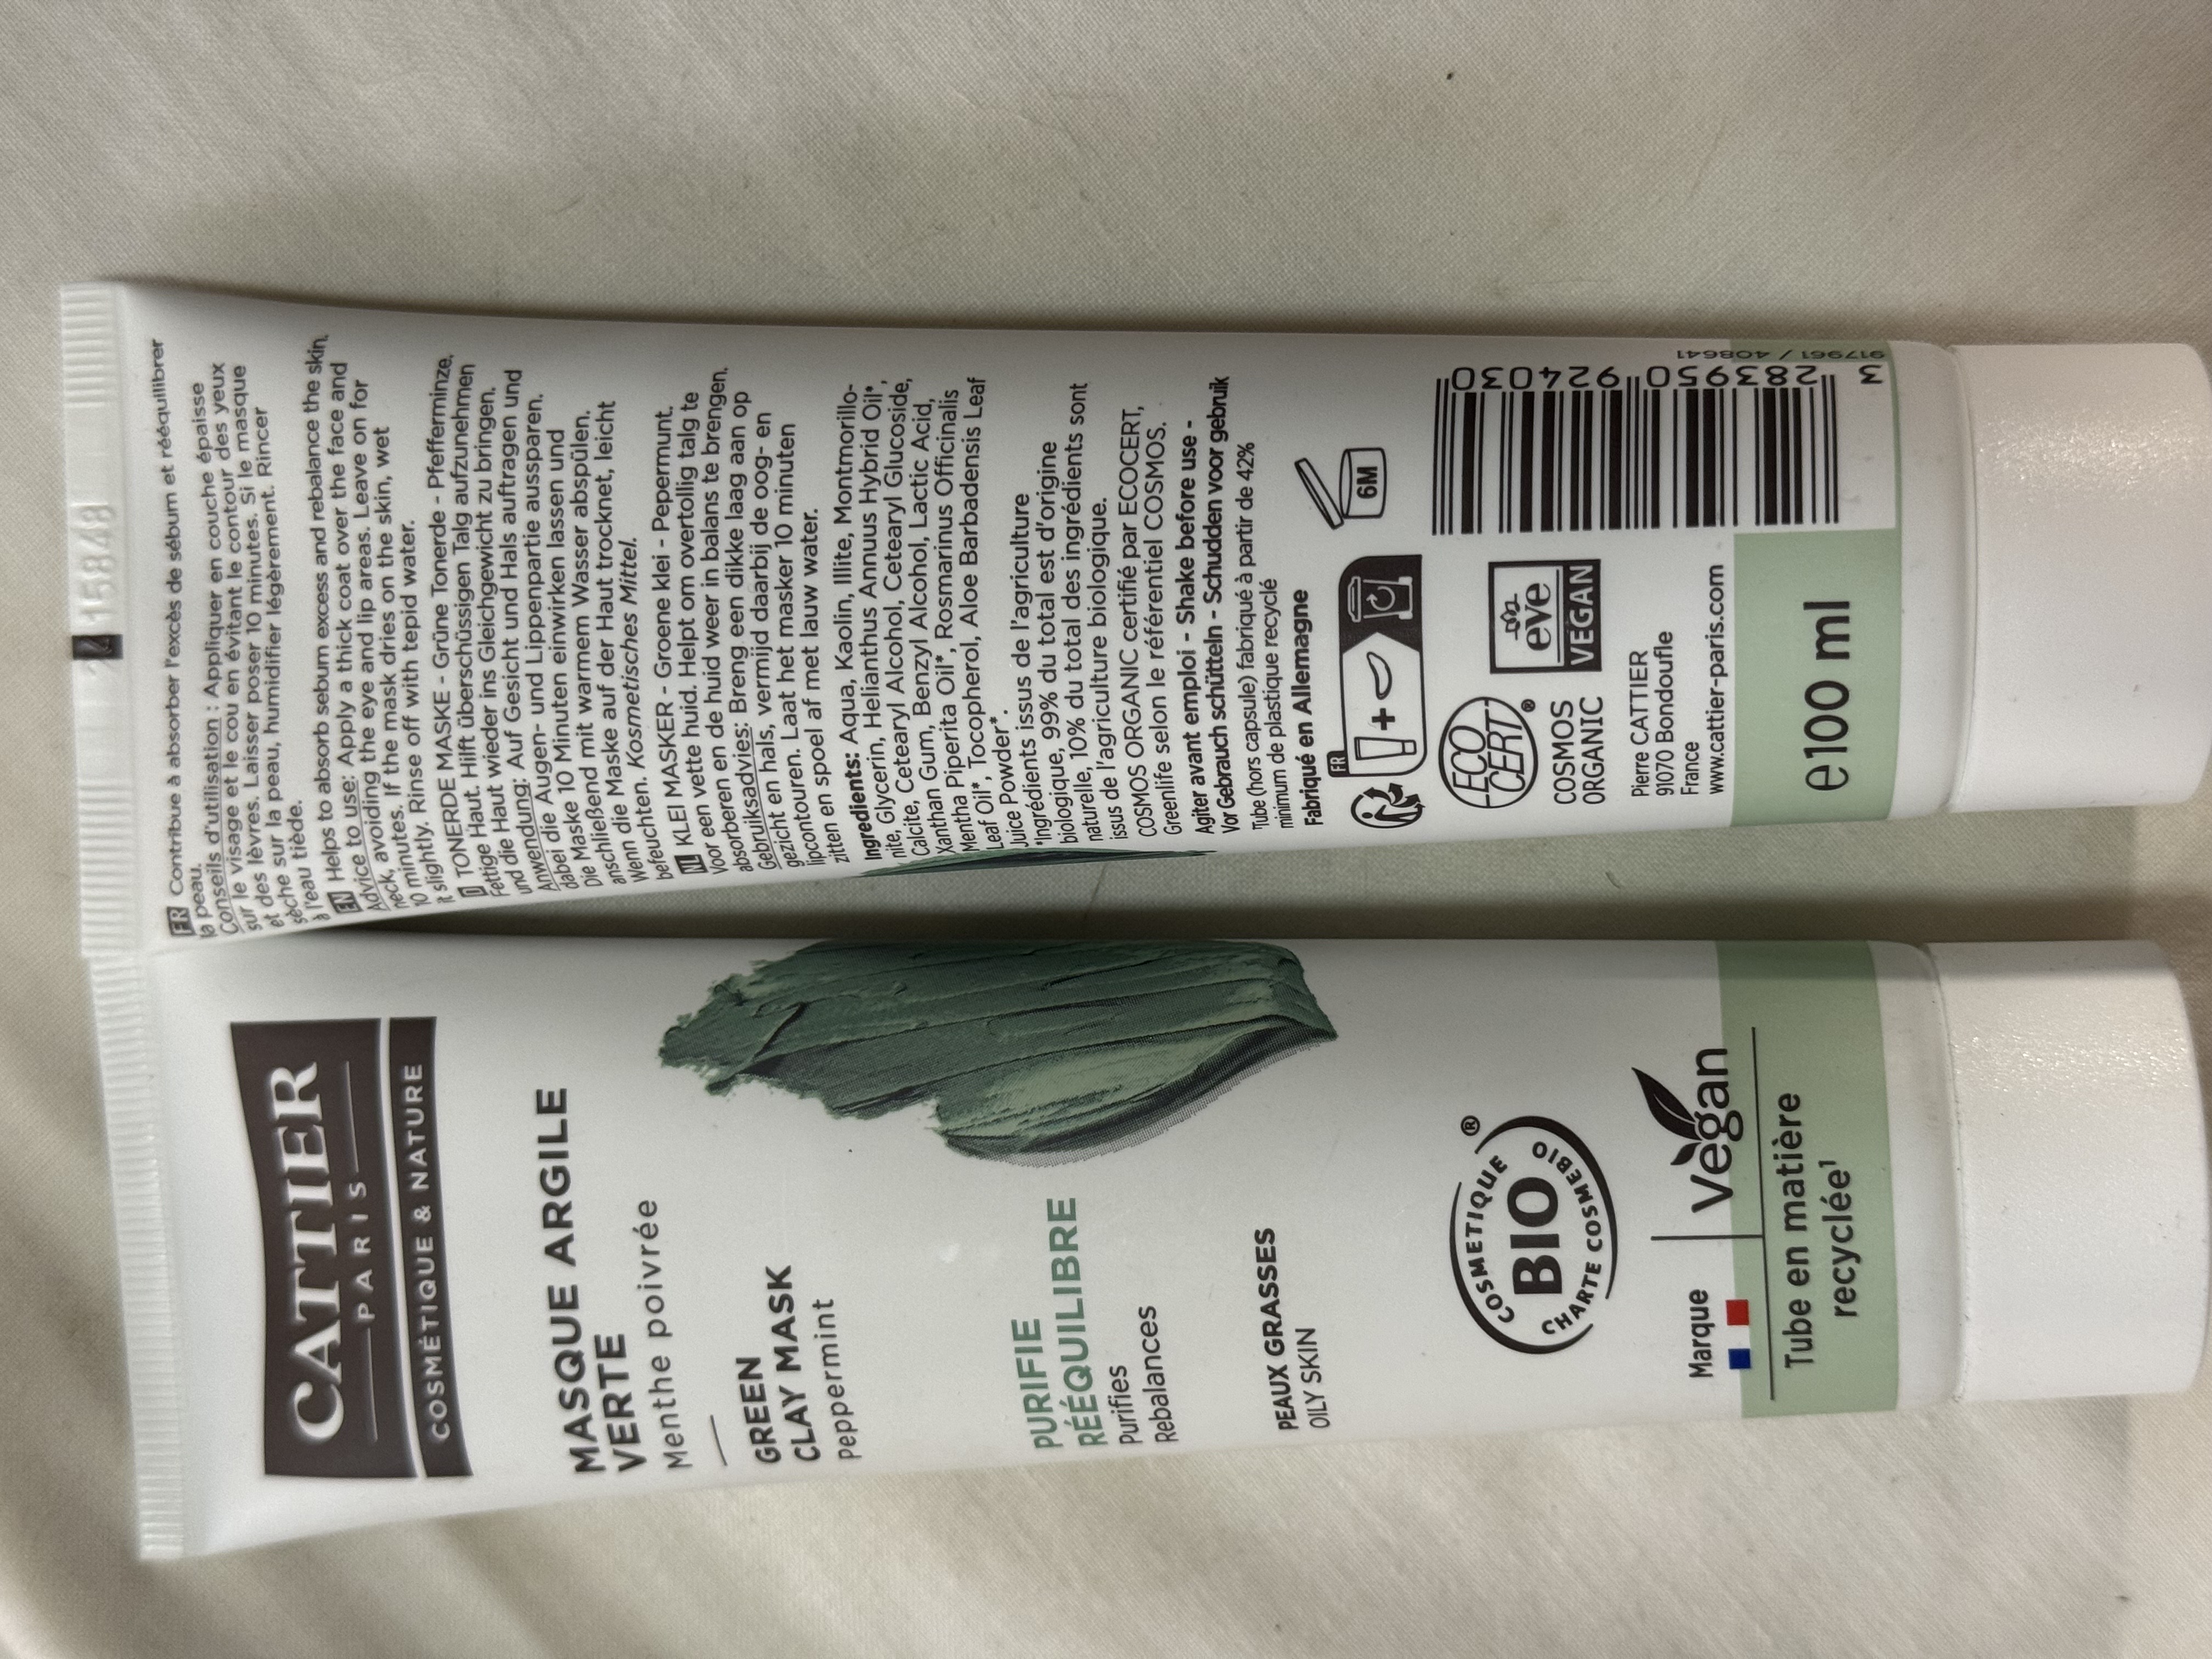 CATTIER
PARIS
COSMÉTIQUE & NATURE
MASQUE ARGILE
VERTE
Menthe poivrée
GREEN
CLAY MASK
Peppermint
PURIFIE
RÉÉQUILIBRE
Purifies
Rebalances
PEAUX GRASSES
OILY SKIN
COSMETIQUE
BIO
CHARTE COSMEBIO
®
Marque
Vegan
Tube en matière
recyclée¹
15848
FR Contribue à absorber l'excès de sébum et rééquilibrer
la peau.
Conseils d'utilisation : Appliquer en couche épaisse
sur le visage et le cou en évitant le contour des yeux
et des lèvres. Laisser poser 10 minutes. Si le masque
sèche sur la peau, humidifier légèrement. Rincer
à l'eau tiède.
EN Helps to absorb sebum excess and rebalance the skin.
Advice to use: Apply a thick coat over the face and
neck, avoiding the eye and lip areas. Leave on for
10 minutes. If the mask dries on the skin, wet
it slightly. Rinse off with tepid water.
D TONERDE MASKE - Grüne Tonerde - Pfefferminze.
Fettige Haut. Hilft überschüssigen Talg aufzunehmen
und die Haut wieder ins Gleichgewicht zu bringen.
Anwendung: Auf Gesicht und Hals auftragen und
dabei die Augen- und Lippenpartie aussparen.
Die Maske 10 Minuten einwirken lassen und
anschließend mit warmem Wasser abspülen.
Wenn die Maske auf der Haut trocknet, leicht
befeuchten. Kosmetisches Mittel.
NL KLEI MASKER - Groene klei - Pepermunt.
Voor een vette huid. Helpt om overtollig talg te
absorberen en de huid weer in balans te brengen.
Gebruiksadvies: Breng een dikke laag aan op
gezicht en hals, vermijd daarbij de oog- en
lipcontouren. Laat het masker 10 minuten
zitten en spoel af met lauw water.
Ingredients: Aqua, Kaolin, Illite, Montmorillo-
nite, Glycerin, Helianthus Annuus Hybrid Oil*,
Calcite, Cetearyl Alcohol, Cetearyl Glucoside,
Xanthan Gum, Benzyl Alcohol, Lactic Acid,
Mentha Piperita Oil*, Rosmarinus Officinalis
Leaf Oil*, Tocopherol, Aloe Barbadensis Leaf
Juice Powder*.
*Ingrédients issus de l'agriculture
biologique, 99% du total est d'origine
naturelle, 10% du total des ingrédients sont
issus de l'agriculture biologique.
COSMOS ORGANIC certifié par ECOCERT,
Greenlife selon le référentiel COSMOS.
Agiter avant emploi - Shake before use -
Vor Gebrauch schütteln - Schudden voor gebruik
Tube (hors capsule) fabriqué à partir de 42%
minimum de plastique recyclé
Fabriqué en Allemagne
FR
6M
ECO
CERT®
COSMOS
ORGANIC
eve
VEGAN
Pierre CATTIER
91070 Bondoufle
France
www.cattier-paris.com
e100 ml
3 283950 924030
917961 / 408641